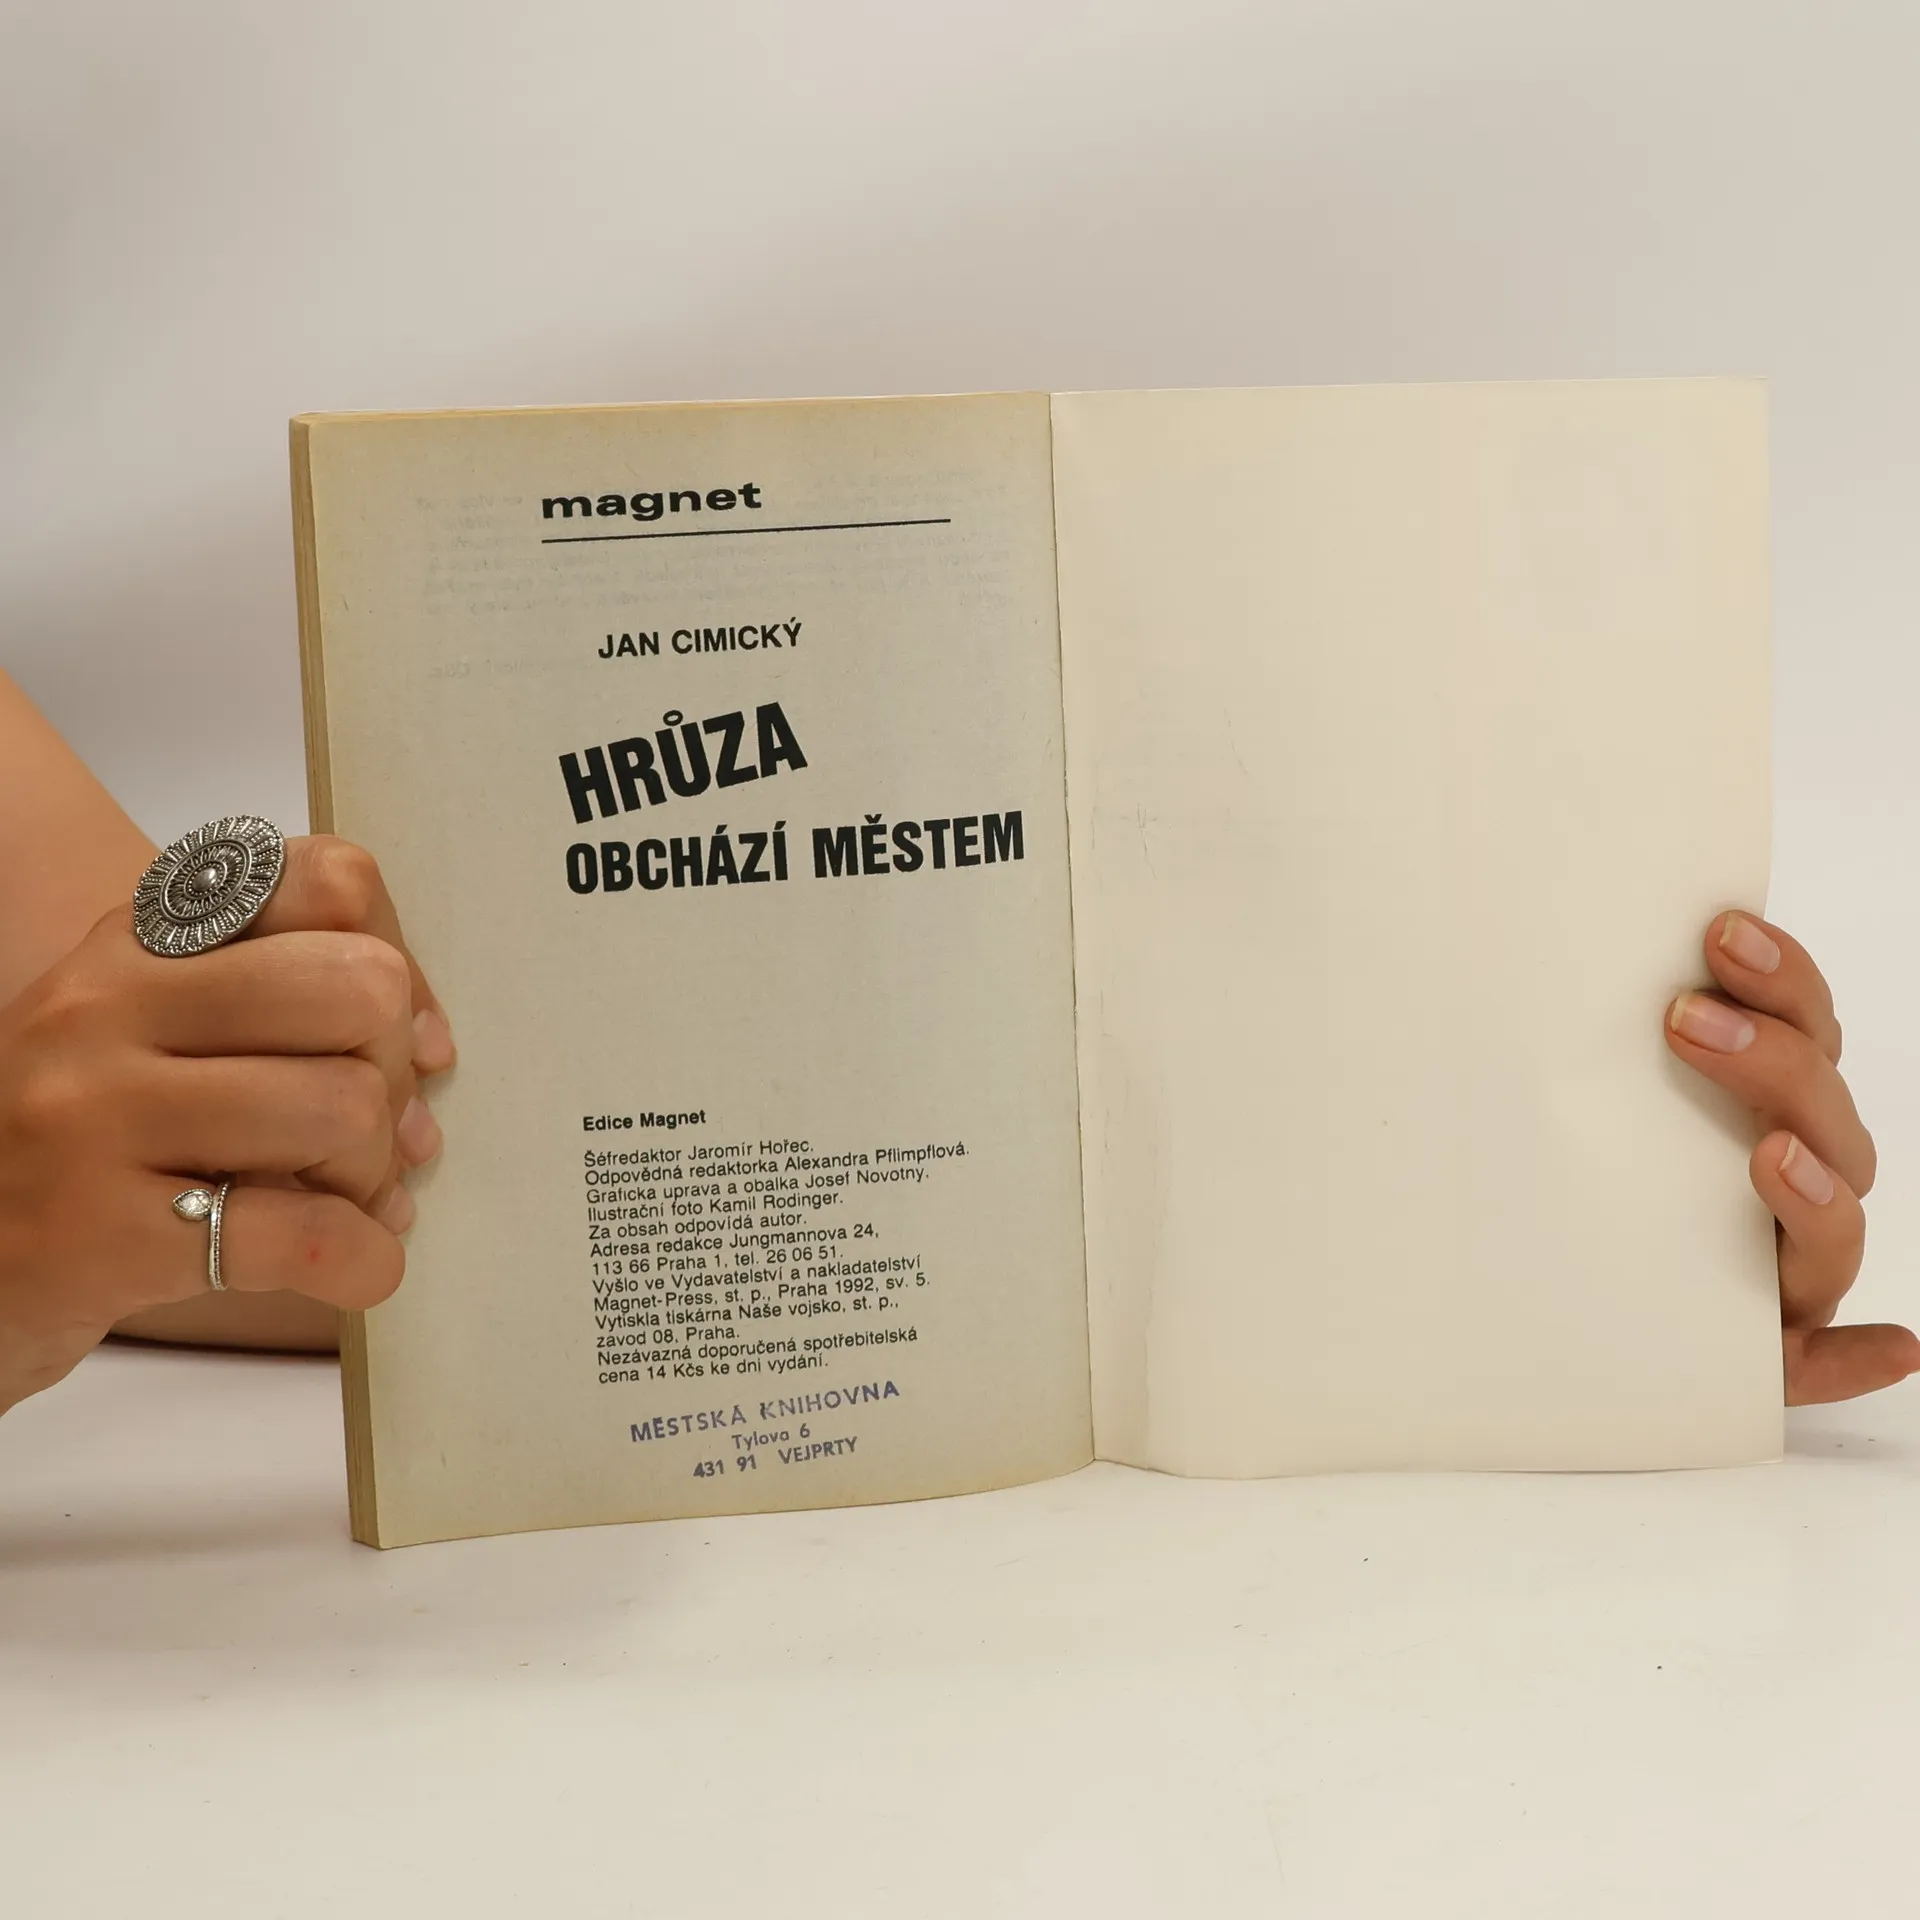 magnet
JAN CIMICKÝ
HRŮZA
OBCHÁZÍ MĚSTEM
Edice Magnet
Šéfredaktor Jaromír Hořec.
Odpovědná redaktorka Alexandra Pflimpflová.
Grafická úprava a obálka Josef Novotny.
Ilustrační foto Kamil Rodinger.
Za obsah odpovídá autor.
Adresa redakce Jungmannova 24,
113 66 Praha 1, tel. 26 06 51.
Vyšlo ve Vydavatelství a nakladatelství
Magnet-Press, st. p., Praha 1992, sv. 5.
Vytiskla tiskárna Naše vojsko, st. p.,
závod 08, Praha.
Nezávazná doporučená spotřebitelská
cena 14 Kčs ke dni vydání.
MĚSTSKÁ KNIHOVNA
Tylova 6
431 91 VEJPRTY